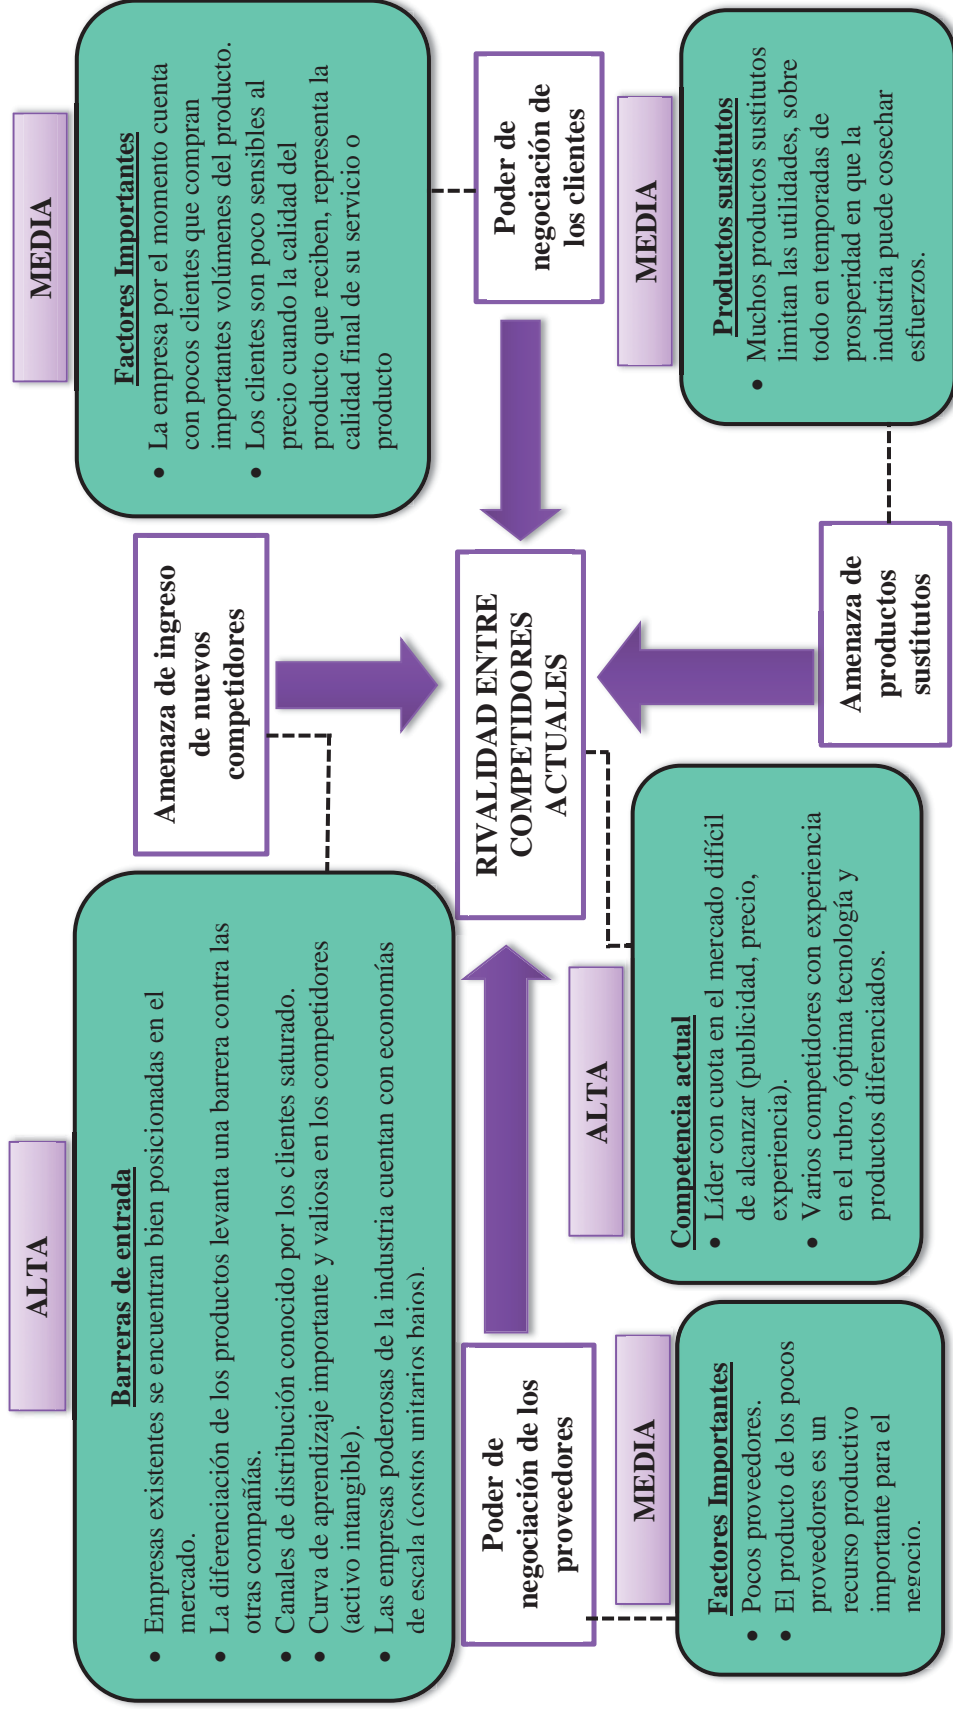 ALTA
Barreras de entrada
• Empresas existentes se encuentran bien posicionadas en el
mercado.
• La diferenciación de los productos levanta una barrera contra las
otras compañías.
• Canales de distribución conocido por los clientes saturado.
• Curva de aprendizaje importante y valiosa en los competidores
(activo intangible).
• Las empresas poderosas de la industria cuentan con economías
de escala (costos unitarios bajos).
Amenaza de ingreso
de nuevos
competidores
MEDIA
Factores Importantes
• La empresa por el momento cuenta
con pocos clientes que compran
importantes volúmenes del producto.
• Los clientes son poco sensibles al
precio cuando la calidad del
producto que reciben, representa la
calidad final de su servicio o
producto
Poder de
negociación de los
proveedores
RIVALIDAD ENTRE
COMPETIDORES
ACTUALES
Poder de
negociación de
los clientes
MEDIA
Factores Importantes
• Pocos proveedores.
• El producto de los pocos
proveedores es un
recurso productivo
importante para el
negocio.
ALTA
Competencia actual
• Líder con cuota en el mercado difícil
de alcanzar (publicidad, precio,
experiencia).
• Varios competidores con experiencia
en el rubro, óptima tecnología y
productos diferenciados.
Amenaza de
productos
sustitutos
MEDIA
Productos sustitutos
• Muchos productos sustitutos
limitan las utilidades, sobre
todo en temporadas de
prosperidad en que la
industria puede cosechar
esfuerzos.